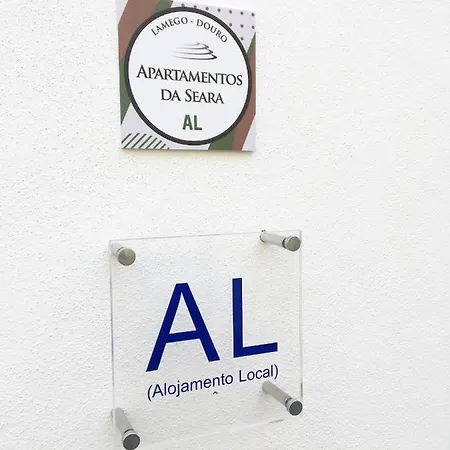 LAMEGO - DOURO
APARTAMENTOS
DA SEARA
AL
AL
(Alojamento Local)